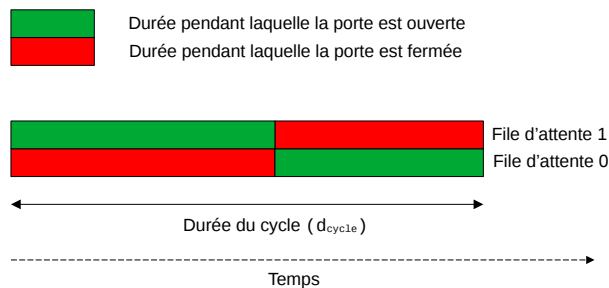 Durée pendant laquelle la porte est ouverte
Durée pendant laquelle la porte est fermée
File d'attente 1
File d'attente 0
Durée du cycle (dcycle)
Temps